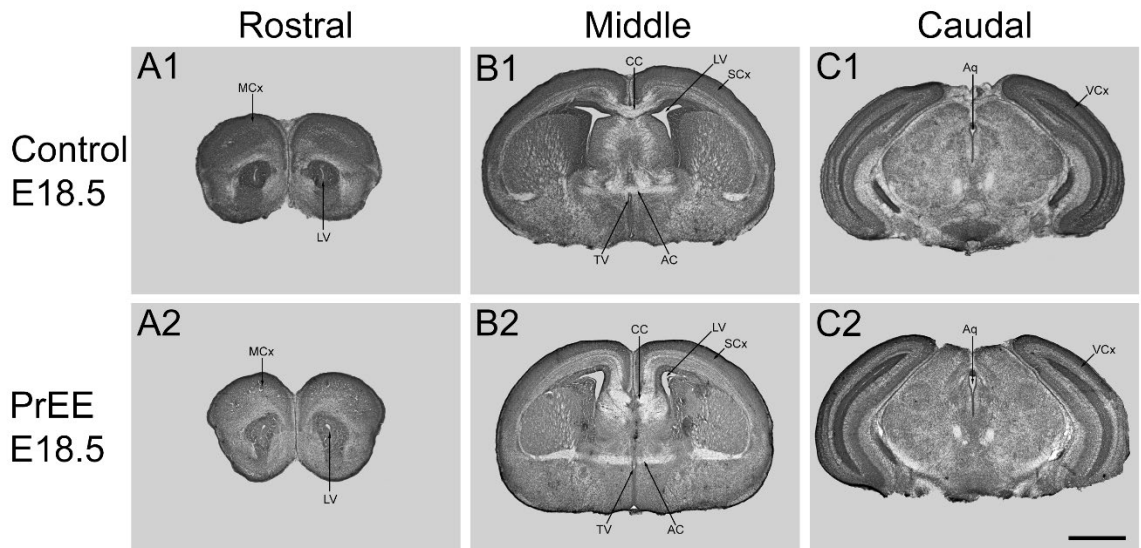 Rostral
Middle
Caudal
Control
E18.5
A1
MCx
LV
B1
CC
LV
SCx
TV
AC
C1
Aq
VCx
PrEE
E18.5
A2
MCx
LV
B2
CC
LV
SCx
TV
AC
C2
Aq
VCx